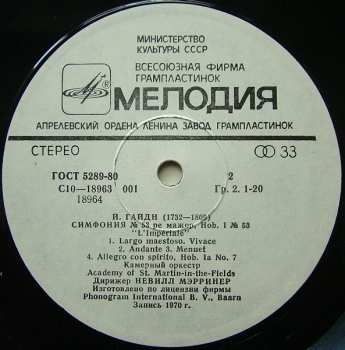 МИНИСТЕРСТВО
КУЛЬТУРЫ СССР
ВСЕСОЮЗНАЯ ФИРМА
ГРАМПЛАСТИНОК
® МЕЛОДИЯ
АПРЕЛЕВСКИЙ ОРДЕНА ЛЕНИНА ЗАВОД ГРАМПЛАСТИНОК
СТЕРЕО 33
ГОСТ 5289-80 2
С10—18963 001 Гр. 2. 1-20
18964
Й. ГАЙДН (1732—1809)
СИМФОНИЯ № 53 ре мажор, Hob. I № 53
"L'Imperiale"
1. Largo maestoso. Vivace
2. Andante 3. Menuet
4. Allegro con spirito, Hob. Ia No. 7
Камерный оркестр
Academy of St. Martin-in-the-Fields
Дирижер НЕВИЛЛ МЭРРИНЕР
Изготовлено по лицензии фирмы
Phonogram International B. V., Baarn
Запись 1970 г.